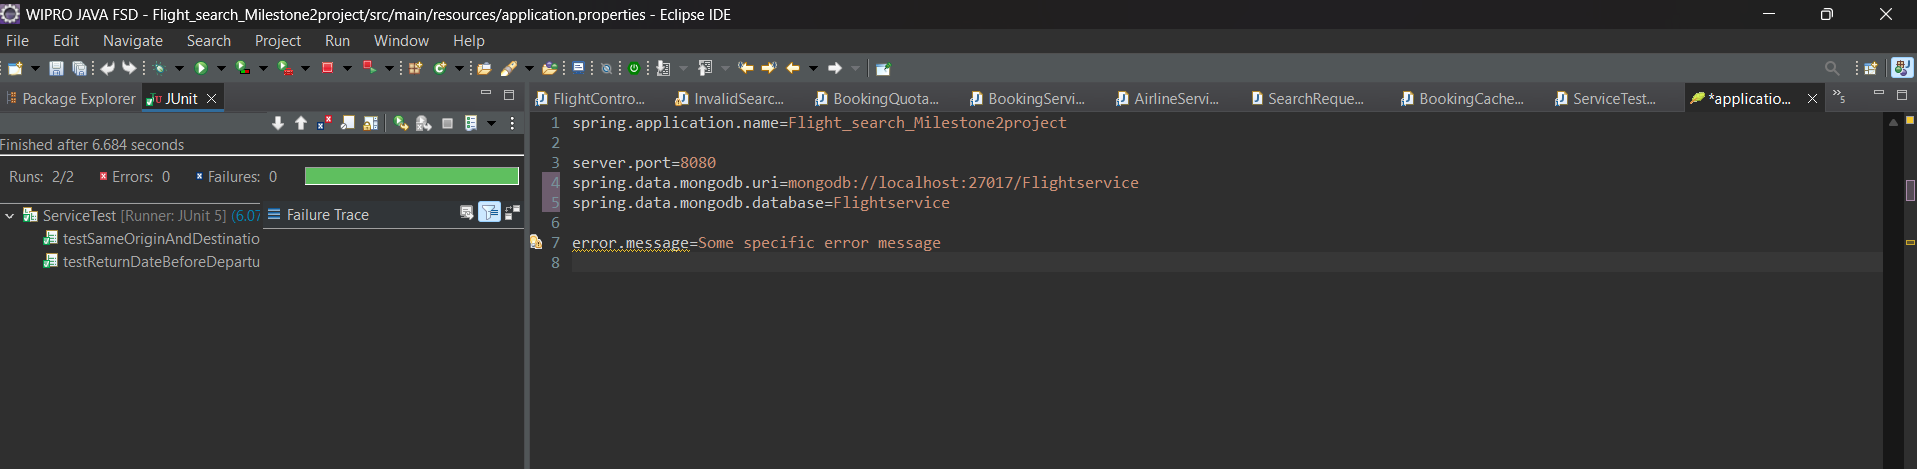 WIPRO JAVA FSD - Flight_search_Milestone2project/src/main/resources/application.properties - Eclipse IDE
File Edit Navigate Search Project Run Window Help
Package Explorer JUnit
FlightContro... InvalidSearc... BookingQuota... BookingServi... AirlineServi... SearchReque... BookingCache... ServiceTest... *applicatio... »5
Finished after 6.684 seconds
Runs: 2/2 Errors: 0 Failures: 0
ServiceTest [Runner: JUnit 5] (6.07
testSameOriginAndDestinatio
testReturnDateBeforeDepartu
Failure Trace
1 spring.application.name=Flight_search_Milestone2project
2
3 server.port=8080
4 spring.data.mongodb.uri=mongodb://localhost:27017/Flightservice
5 spring.data.mongodb.database=Flightservice
6
7 error.message=Some specific error message
8